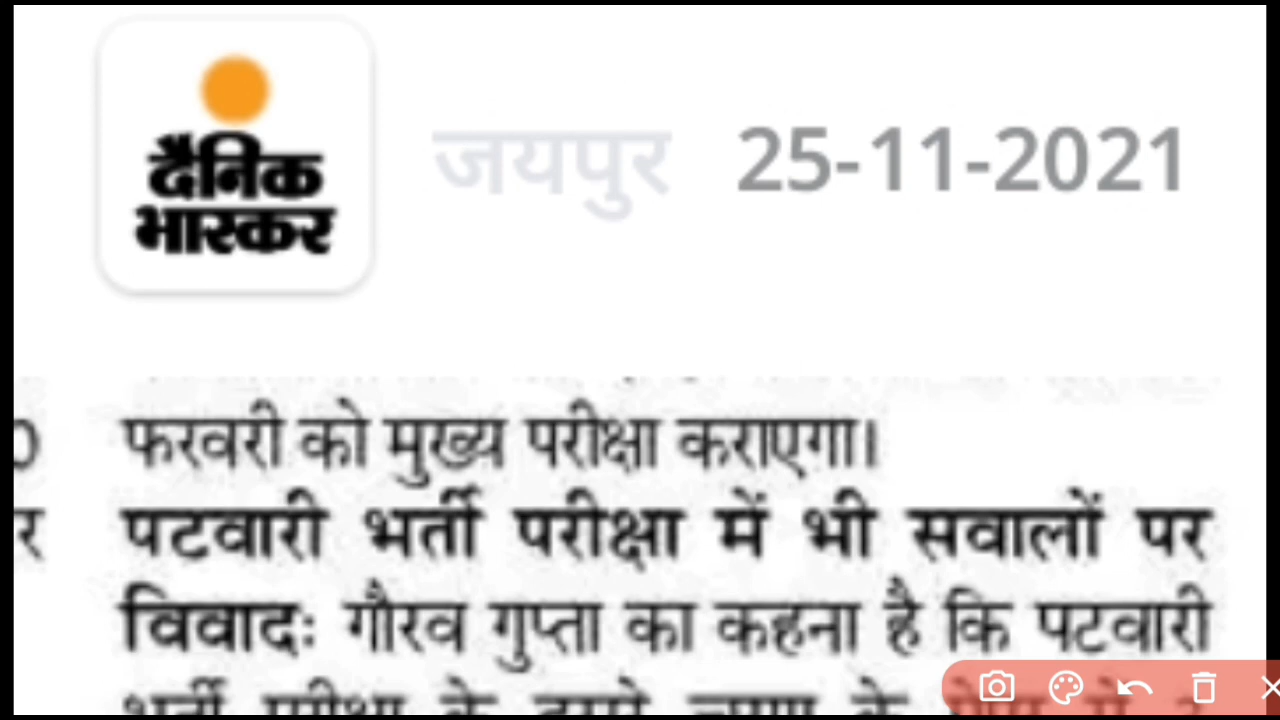 दैनिक
भास्कर
जयपुर 25-11-2021
फरवरी को मुख्य परीक्षा कराएगा।
र पटवारी भर्ती परीक्षा में भी सवालों पर
विवादः गौरव गुप्ता का कहना है कि पटवारी